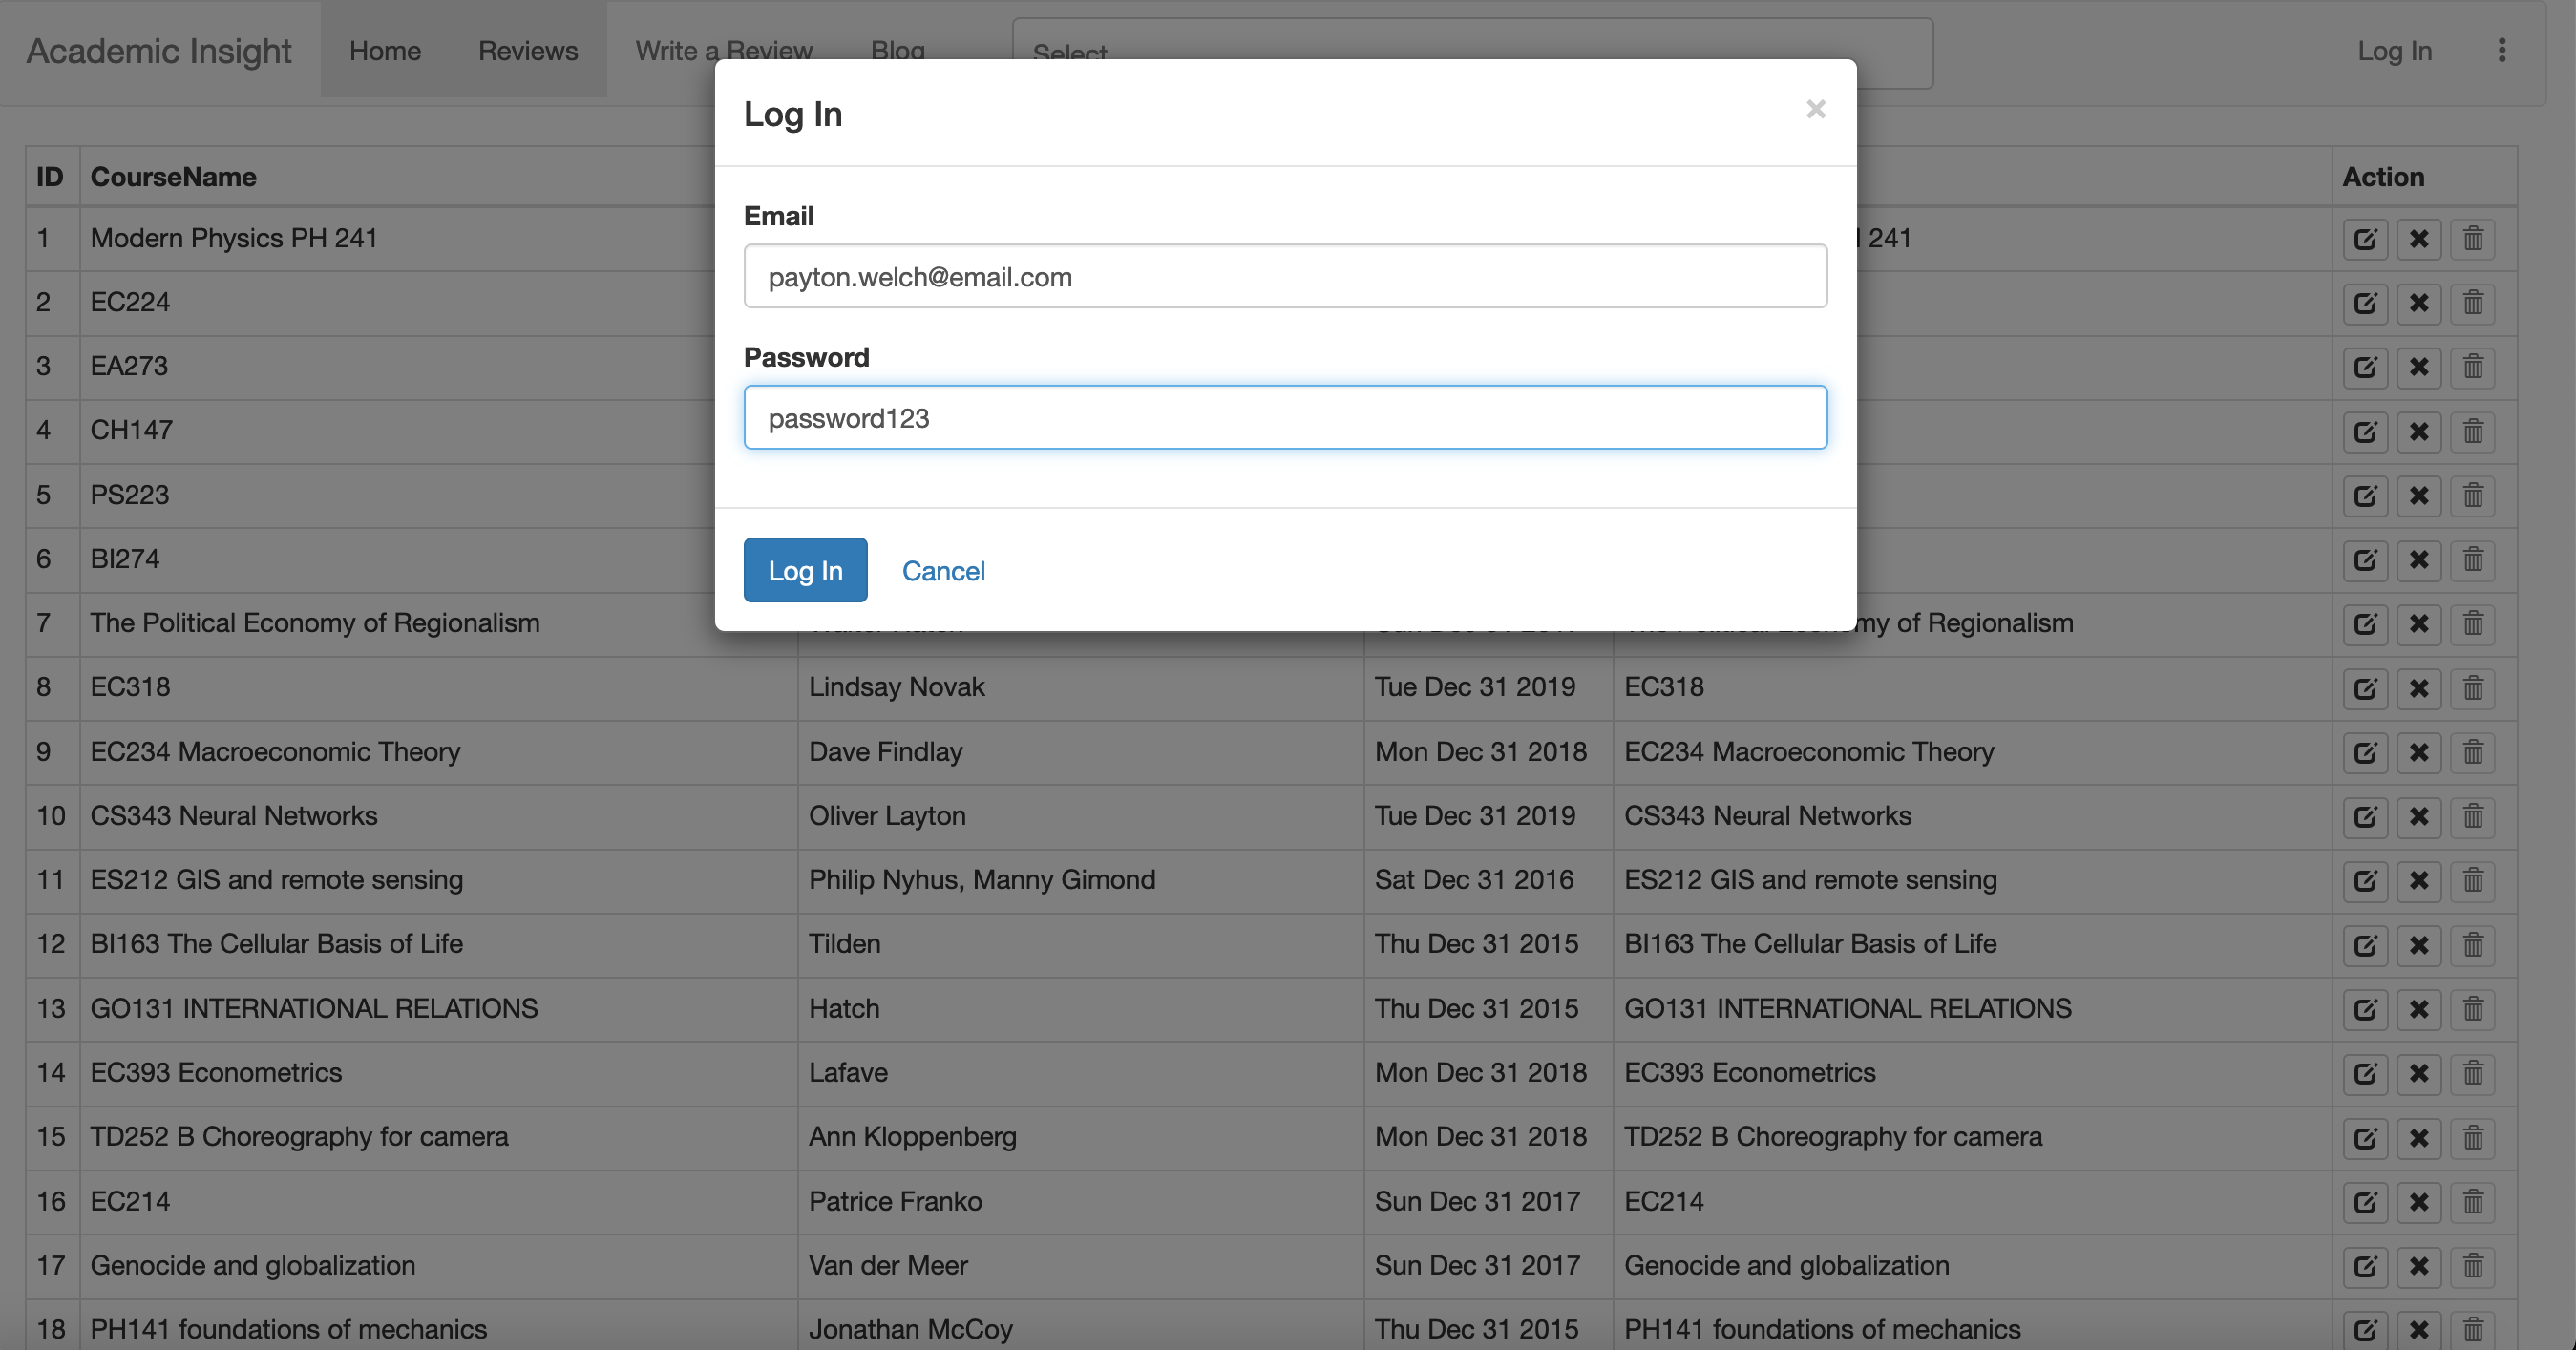 Academic Insight Home Reviews Write a Review Blog Select Log In
Log In ×
Email
payton.welch@email.com
Password
password123
Log In Cancel
ID CourseName Action
1 Modern Physics PH 241 241
2 EC224
3 EA273
4 CH147
5 PS223
6 BI274
7 The Political Economy of Regionalism my of Regionalism
8 EC318 Lindsay Novak Tue Dec 31 2019 EC318
9 EC234 Macroeconomic Theory Dave Findlay Mon Dec 31 2018 EC234 Macroeconomic Theory
10 CS343 Neural Networks Oliver Layton Tue Dec 31 2019 CS343 Neural Networks
11 ES212 GIS and remote sensing Philip Nyhus, Manny Gimond Sat Dec 31 2016 ES212 GIS and remote sensing
12 BI163 The Cellular Basis of Life Tilden Thu Dec 31 2015 BI163 The Cellular Basis of Life
13 GO131 INTERNATIONAL RELATIONS Hatch Thu Dec 31 2015 GO131 INTERNATIONAL RELATIONS
14 EC393 Econometrics Lafave Mon Dec 31 2018 EC393 Econometrics
15 TD252 B Choreography for camera Ann Kloppenberg Mon Dec 31 2018 TD252 B Choreography for camera
16 EC214 Patrice Franko Sun Dec 31 2017 EC214
17 Genocide and globalization Van der Meer Sun Dec 31 2017 Genocide and globalization
18 PH141 foundations of mechanics Jonathan McCoy Thu Dec 31 2015 PH141 foundations of mechanics